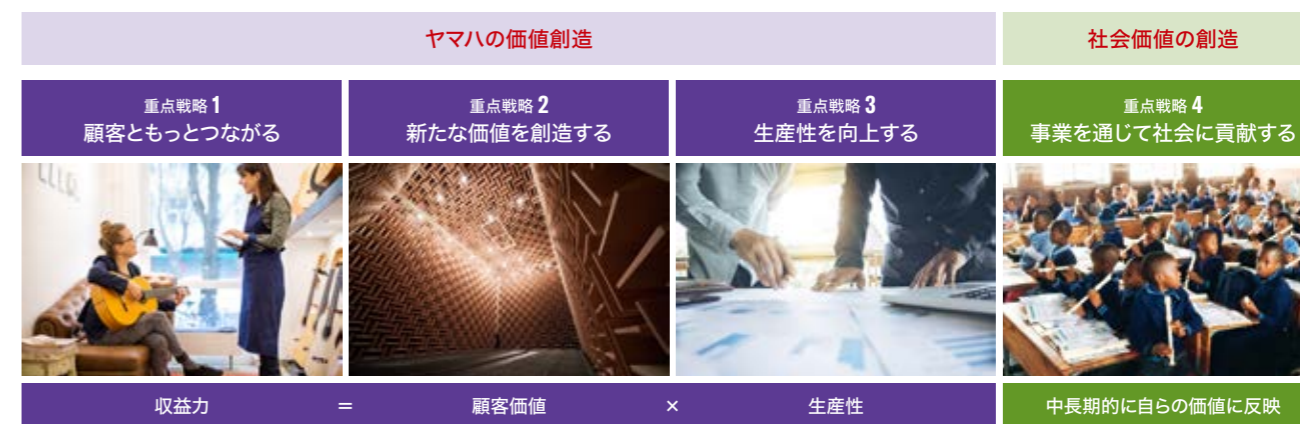 ヤマハの価値創造
社会価値の創造
重点戦略 1
顧客ともっとつながる
重点戦略 2
新たな価値を創造する
重点戦略 3
生産性を向上する
重点戦略 4
事業を通じて社会に貢献する
収益力 = 顧客価値 × 生産性
中長期的に自らの価値に反映